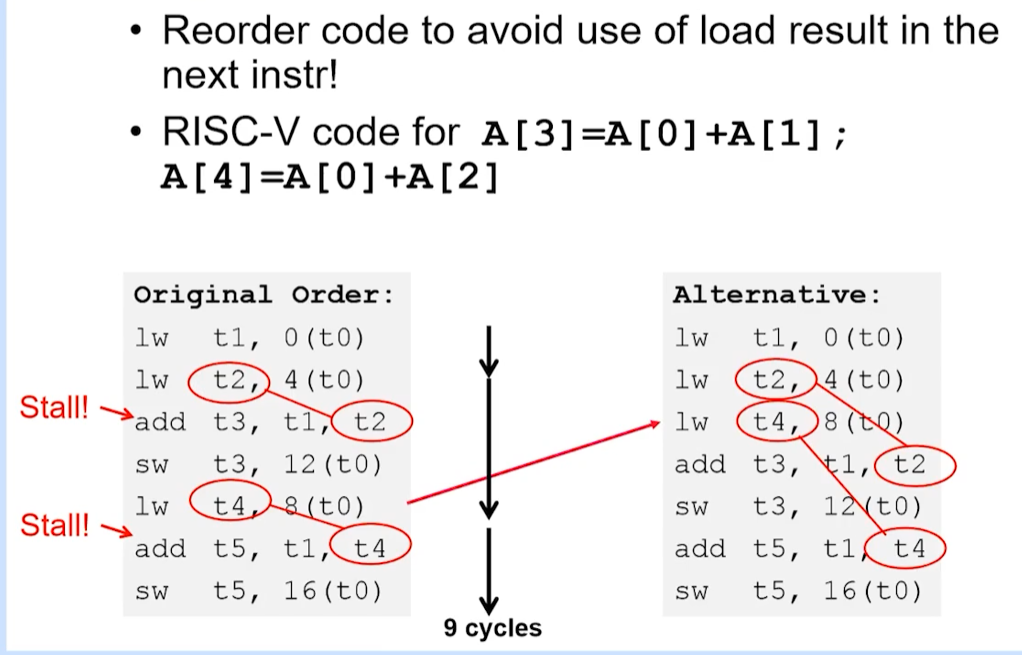 • Reorder code to avoid use of load result in the
next instr!
• RISC-V code for A[3]=A[0]+A[1];
A[4]=A[0]+A[2]
Original Order:
lw t1, 0(t0)
lw t2, 4(t0)
Stall! add t3, t1, t2
sw t3, 12(t0)
lw t4, 8(t0)
Stall! add t5, t1, t4
sw t5, 16(t0)
9 cycles
Alternative:
lw t1, 0(t0)
lw t2, 4(t0)
lw t4, 8(t0)
add t3, t1, t2
sw t3, 12(t0)
add t5, t1, t4
sw t5, 16(t0)